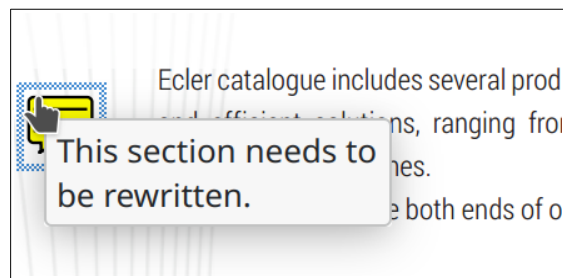 Ecler catalogue includes several prod
ns, ranging fro
This section needs to
be rewritten.
nes.
e both ends of o